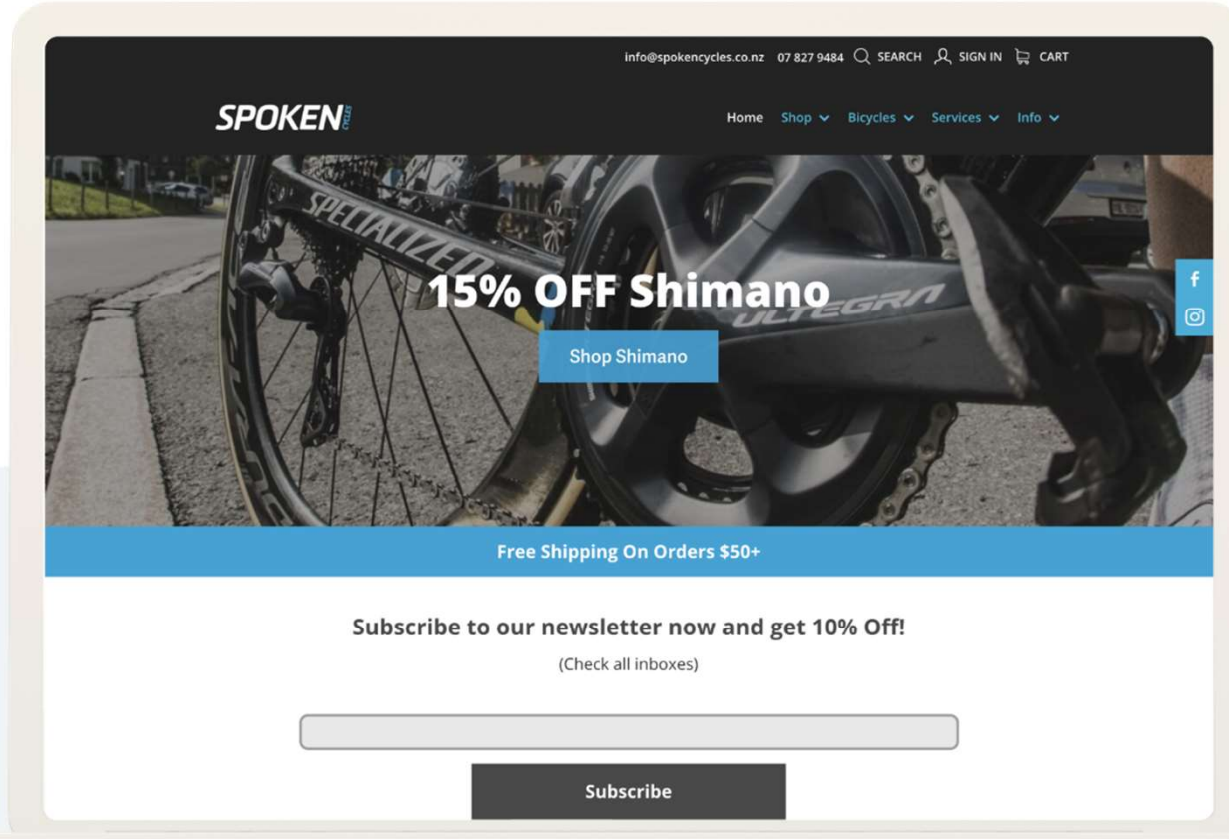 info@spokencycles.co.nz 07 827 9484 SEARCH SIGN IN CART
SPOKEN CYCLES
Home Shop Bicycles Services Info
SPECIALIZED
15% OFF Shimano
ULTEGRA
Shop Shimano
Free Shipping On Orders $50+
Subscribe to our newsletter now and get 10% Off!
(Check all inboxes)
Subscribe